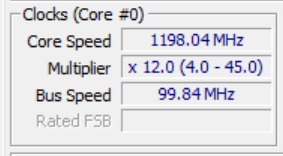 Clocks (Core #0)
Core Speed 1198.04 MHz
Multiplier x 12.0 (4.0 - 45.0)
Bus Speed 99.84 MHz
Rated FSB